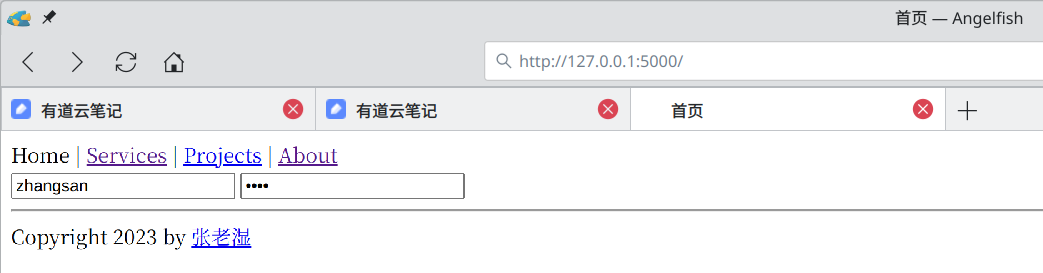 首页 — Angelfish
http://127.0.0.1:5000/
有道云笔记 有道云笔记 首页
Home | Services | Projects | About
zhangsan ••••
Copyright 2023 by 张老湿